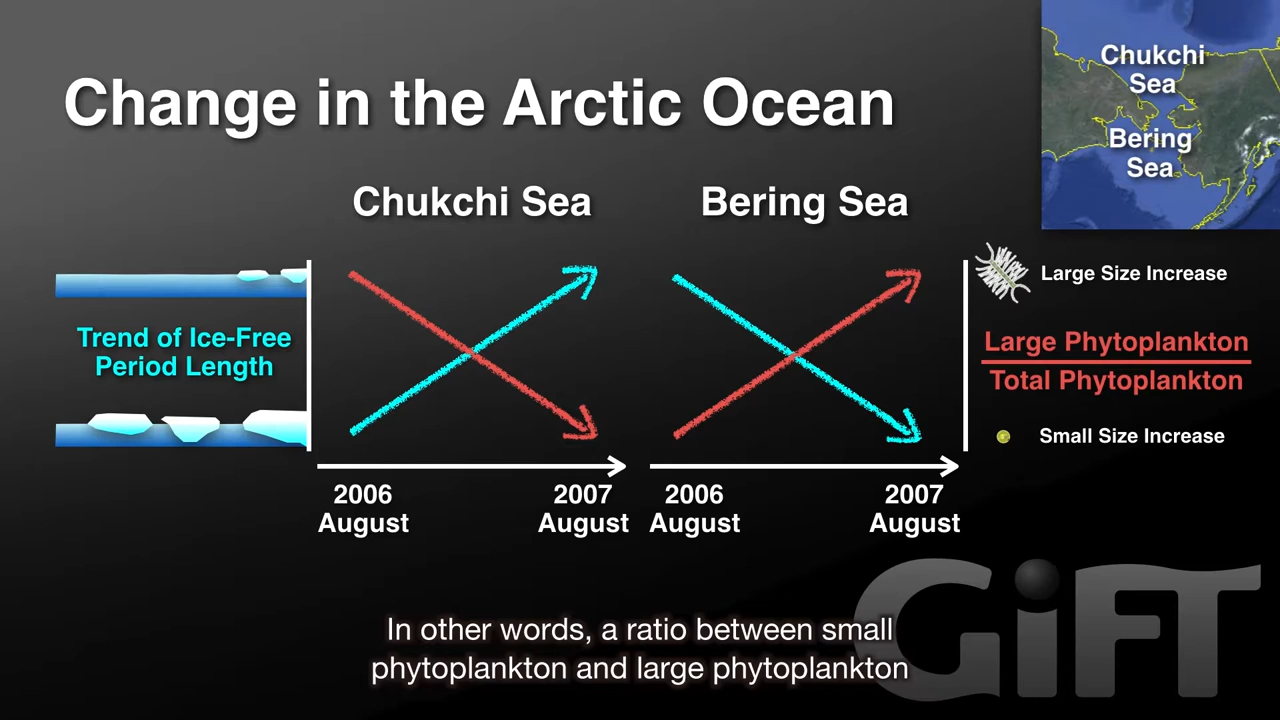 Chukchi
Sea
Bering
Sea
Change in the Arctic Ocean
Chukchi Sea
Bering Sea
Large Size Increase
Trend of Ice-Free
Period Length
Large Phytoplankton
Total Phytoplankton
Small Size Increase
2006
August
2007
August
2006
August
2007
August
GiFT
In other words, a ratio between small
phytoplankton and large phytoplankton